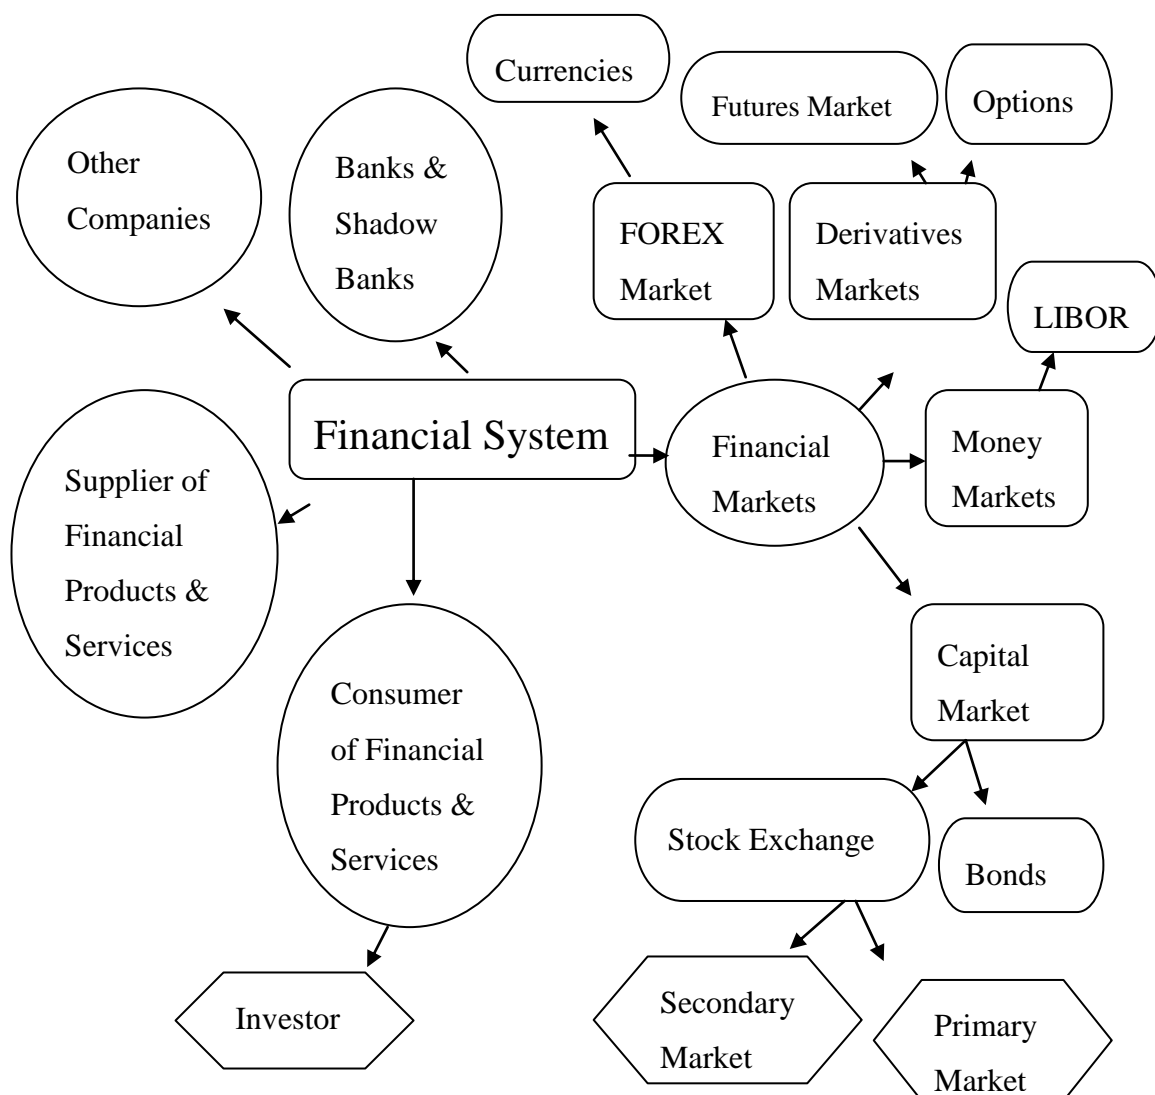 Currencies
Futures Market
Options
Other
Companies
Banks &
Shadow
Banks
FOREX
Market
Derivatives
Markets
LIBOR
Financial System
Financial
Markets
Money
Markets
Supplier of
Financial
Products &
Services
Consumer
of Financial
Products &
Services
Capital
Market
Stock Exchange
Bonds
Investor
Secondary
Market
Primary
Market